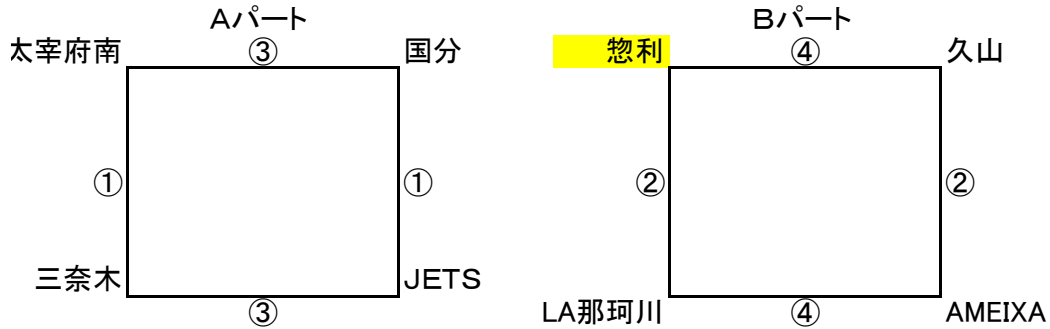 Aパート
太宰府南 ③ 国分
① ①
三奈木 JETS
③
Bパート
惣利 ④ 久山
② ②
LA那珂川 ④ AMEIXA